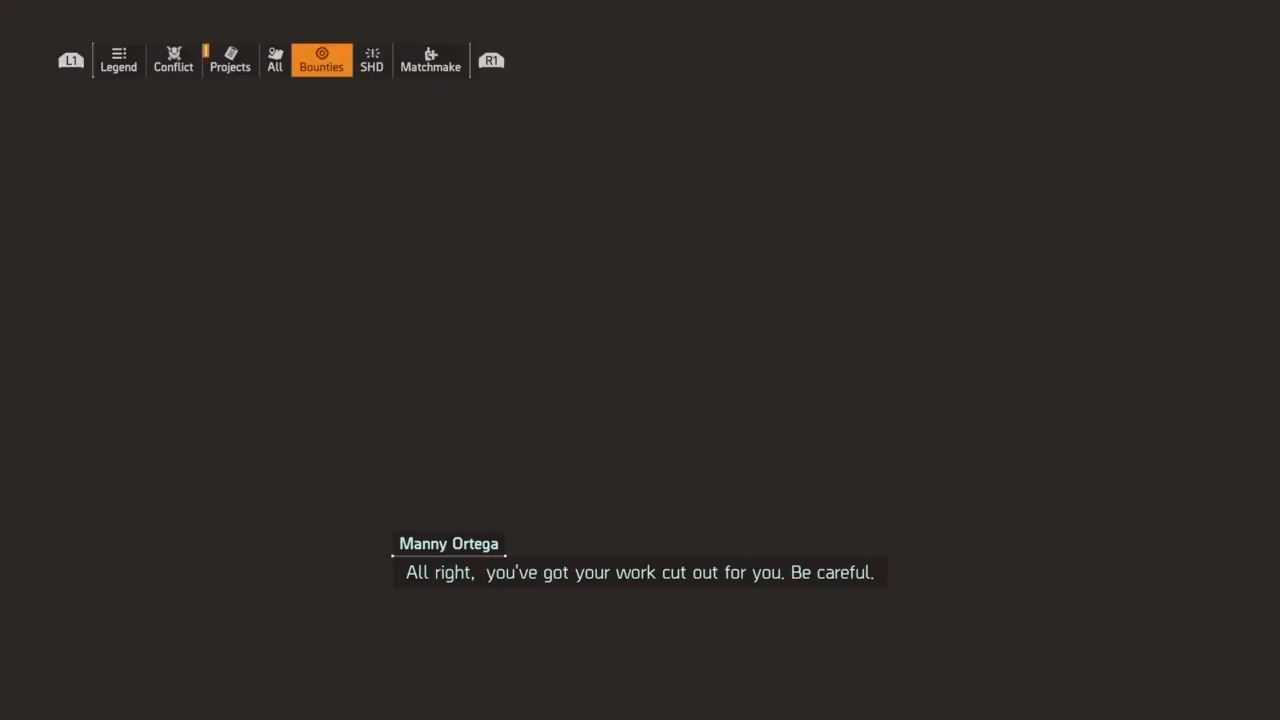 L1 Legend Conflict Projects All Bounties SHD Matchmake R1
Manny Ortega
All right,  you've got your work cut out for you. Be careful.